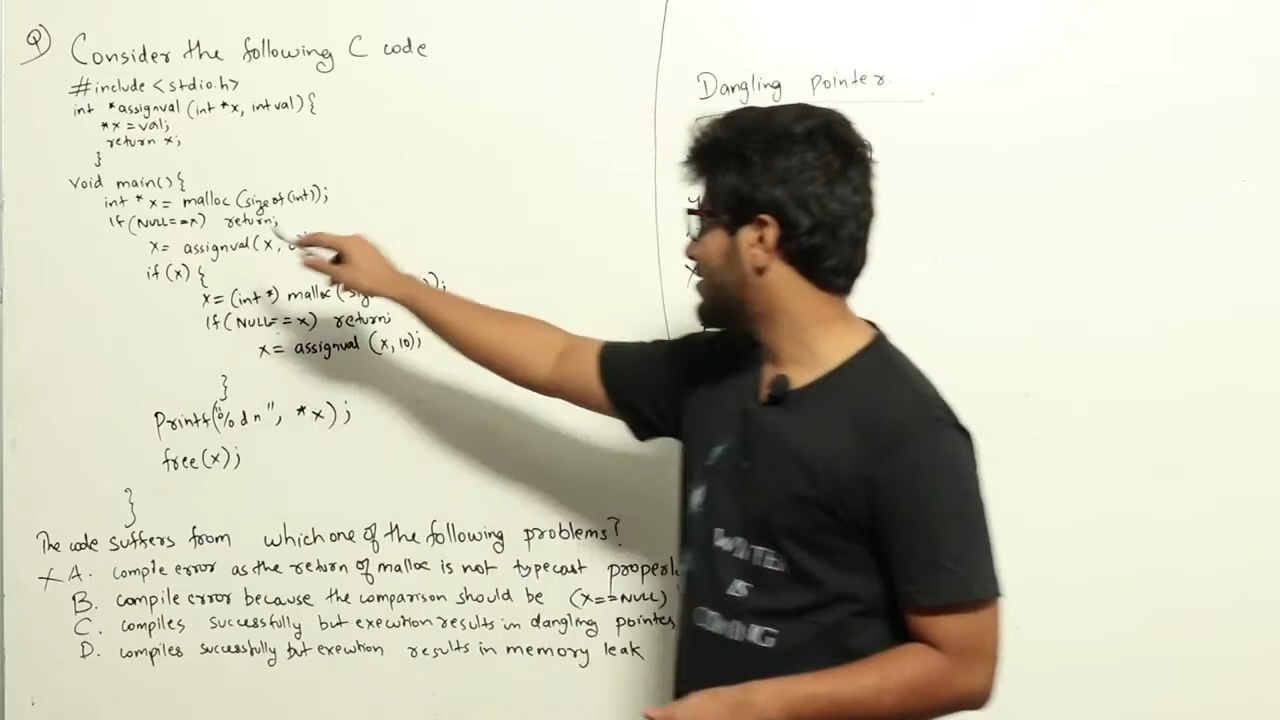 Q) Consider the following C code
#include <stdio.h>
int *assignval (int *x, int val) {
*x = val;
return x;
}
void main() {
int * x = malloc (size of (int));
If (NULL == x) return;
x = assignval (x,
if (x) {
x = (int *) malloc (
If (NULL == x) return;
x = assignval (x, 10);
}
Printf("%d n", *x);
free(x);
}
The code suffers from which one of the following problems?
X A. compile error as the return of malloc is not typecast
B. compile error because the comparison should be (x == NULL)
C. compiles successfully but execution results in dangling pointer
D. compiles successfully but execution results in memory leak
Dangling pointer.
IS
COMING